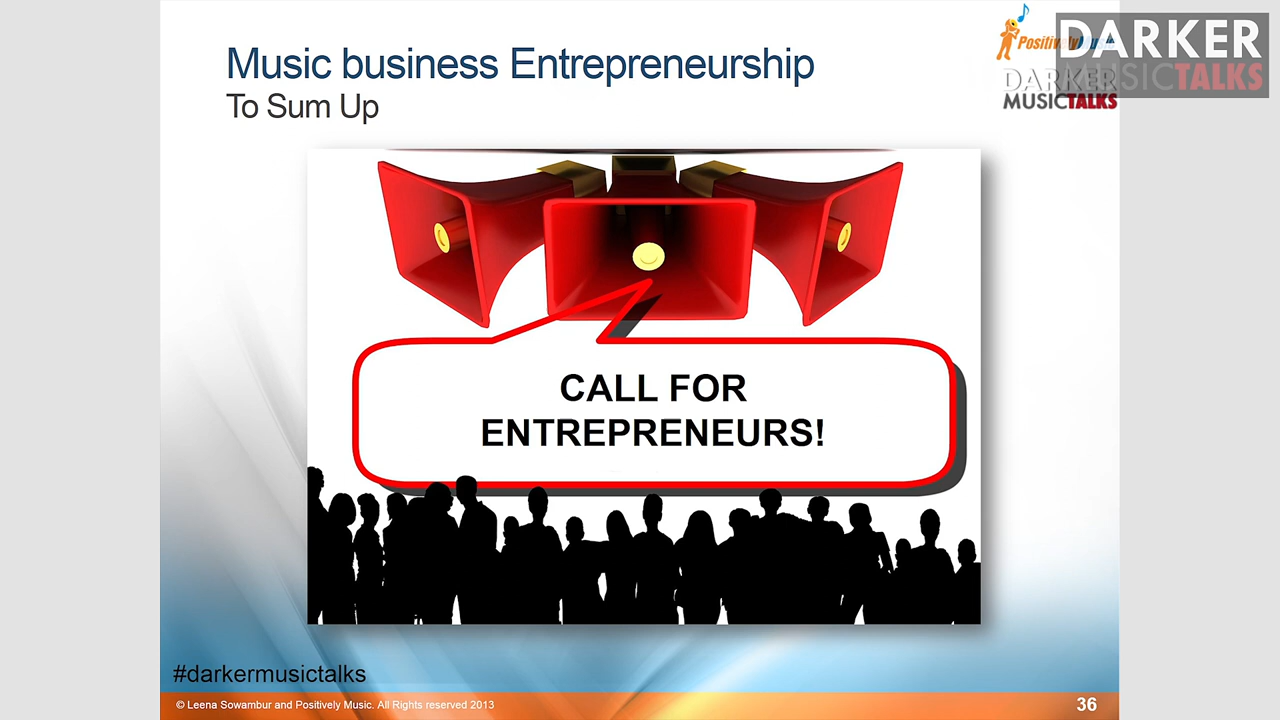 Music business Entrepreneurship
To Sum Up
PositivelyMusic
DARKER
MUSICTALKS
DARKER
MUSICTALKS
CALL FOR
ENTREPRENEURS!
#darkermusictalks
© Leena Sowambur and Positively Music. All Rights reserved 2013
36